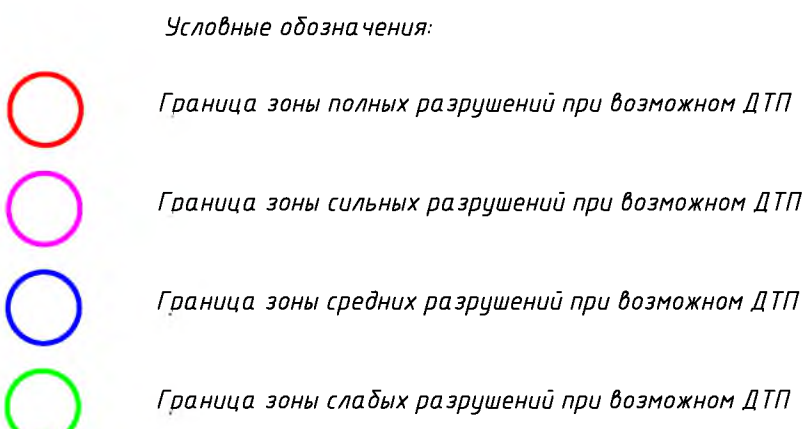 Условные обозначения:
Граница зоны полных разрушений при возможном ДТП
Граница зоны сильных разрушений при возможном ДТП
Граница зоны средних разрушений при возможном ДТП
Граница зоны слабых разрушений при возможном ДТП